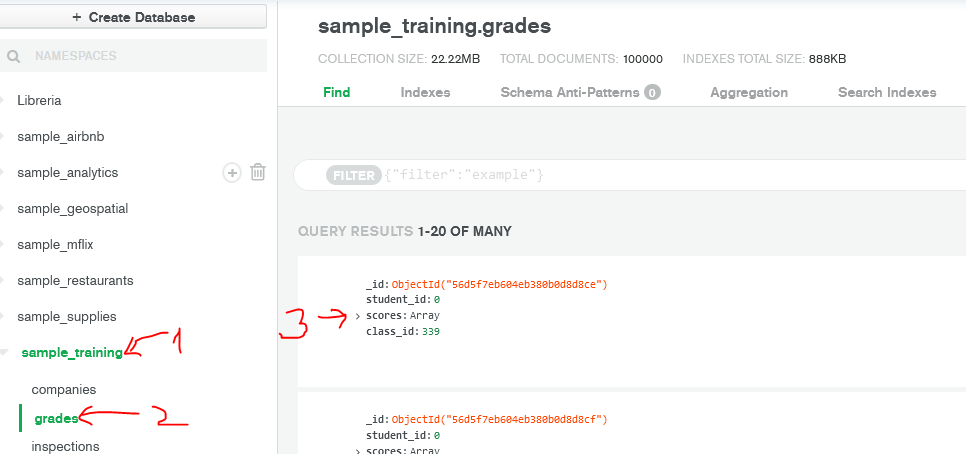 + Create Database
NAMESPACES
Libreria
sample_airbnb
sample_analytics
sample_geospatial
sample_mflix
sample_restaurants
sample_supplies
sample_training 1
companies
grades 2
inspections
sample_training.grades
COLLECTION SIZE: 22.22MB TOTAL DOCUMENTS: 100000 INDEXES TOTAL SIZE: 888KB
Find Indexes Schema Anti-Patterns 0 Aggregation Search Indexes
FILTER {"filter":"example"}
QUERY RESULTS 1-20 OF MANY
_id: ObjectId("56d5f7eb604eb380b0d8d8ce")
student_id: 0
3 > scores: Array
class_id: 339
_id: ObjectId("56d5f7eb604eb380b0d8d8cf")
student_id: 0
> scores: Array